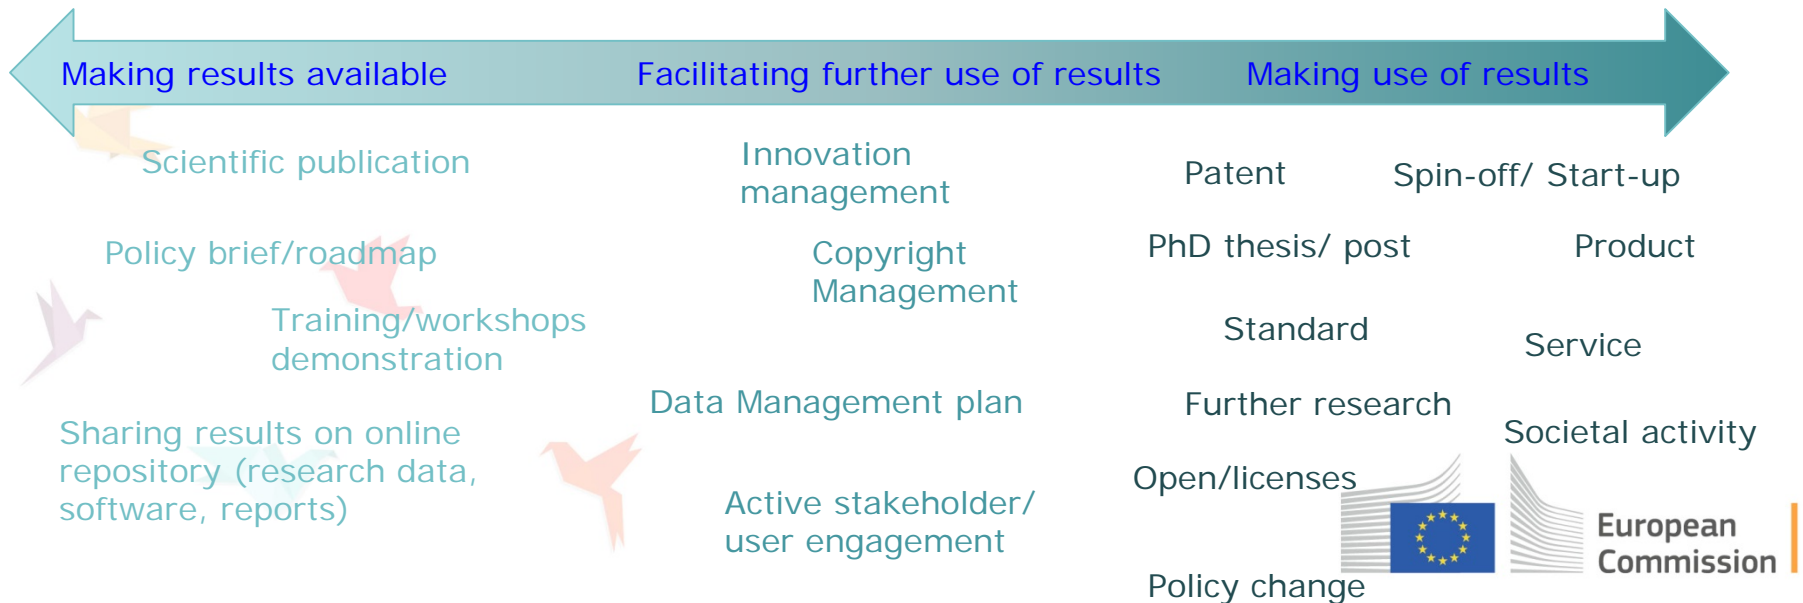 Making results available
Facilitating further use of results
Making use of results
Scientific publication
Policy brief/roadmap
Training/workshops
demonstration
Sharing results on online
repository (research data,
software, reports)
Innovation
management
Copyright
Management
Data Management plan
Active stakeholder/
user engagement
Patent
Spin-off/ Start-up
PhD thesis/ post
Product
Standard
Service
Further research
Societal activity
Open/licenses
Policy change
European
Commission